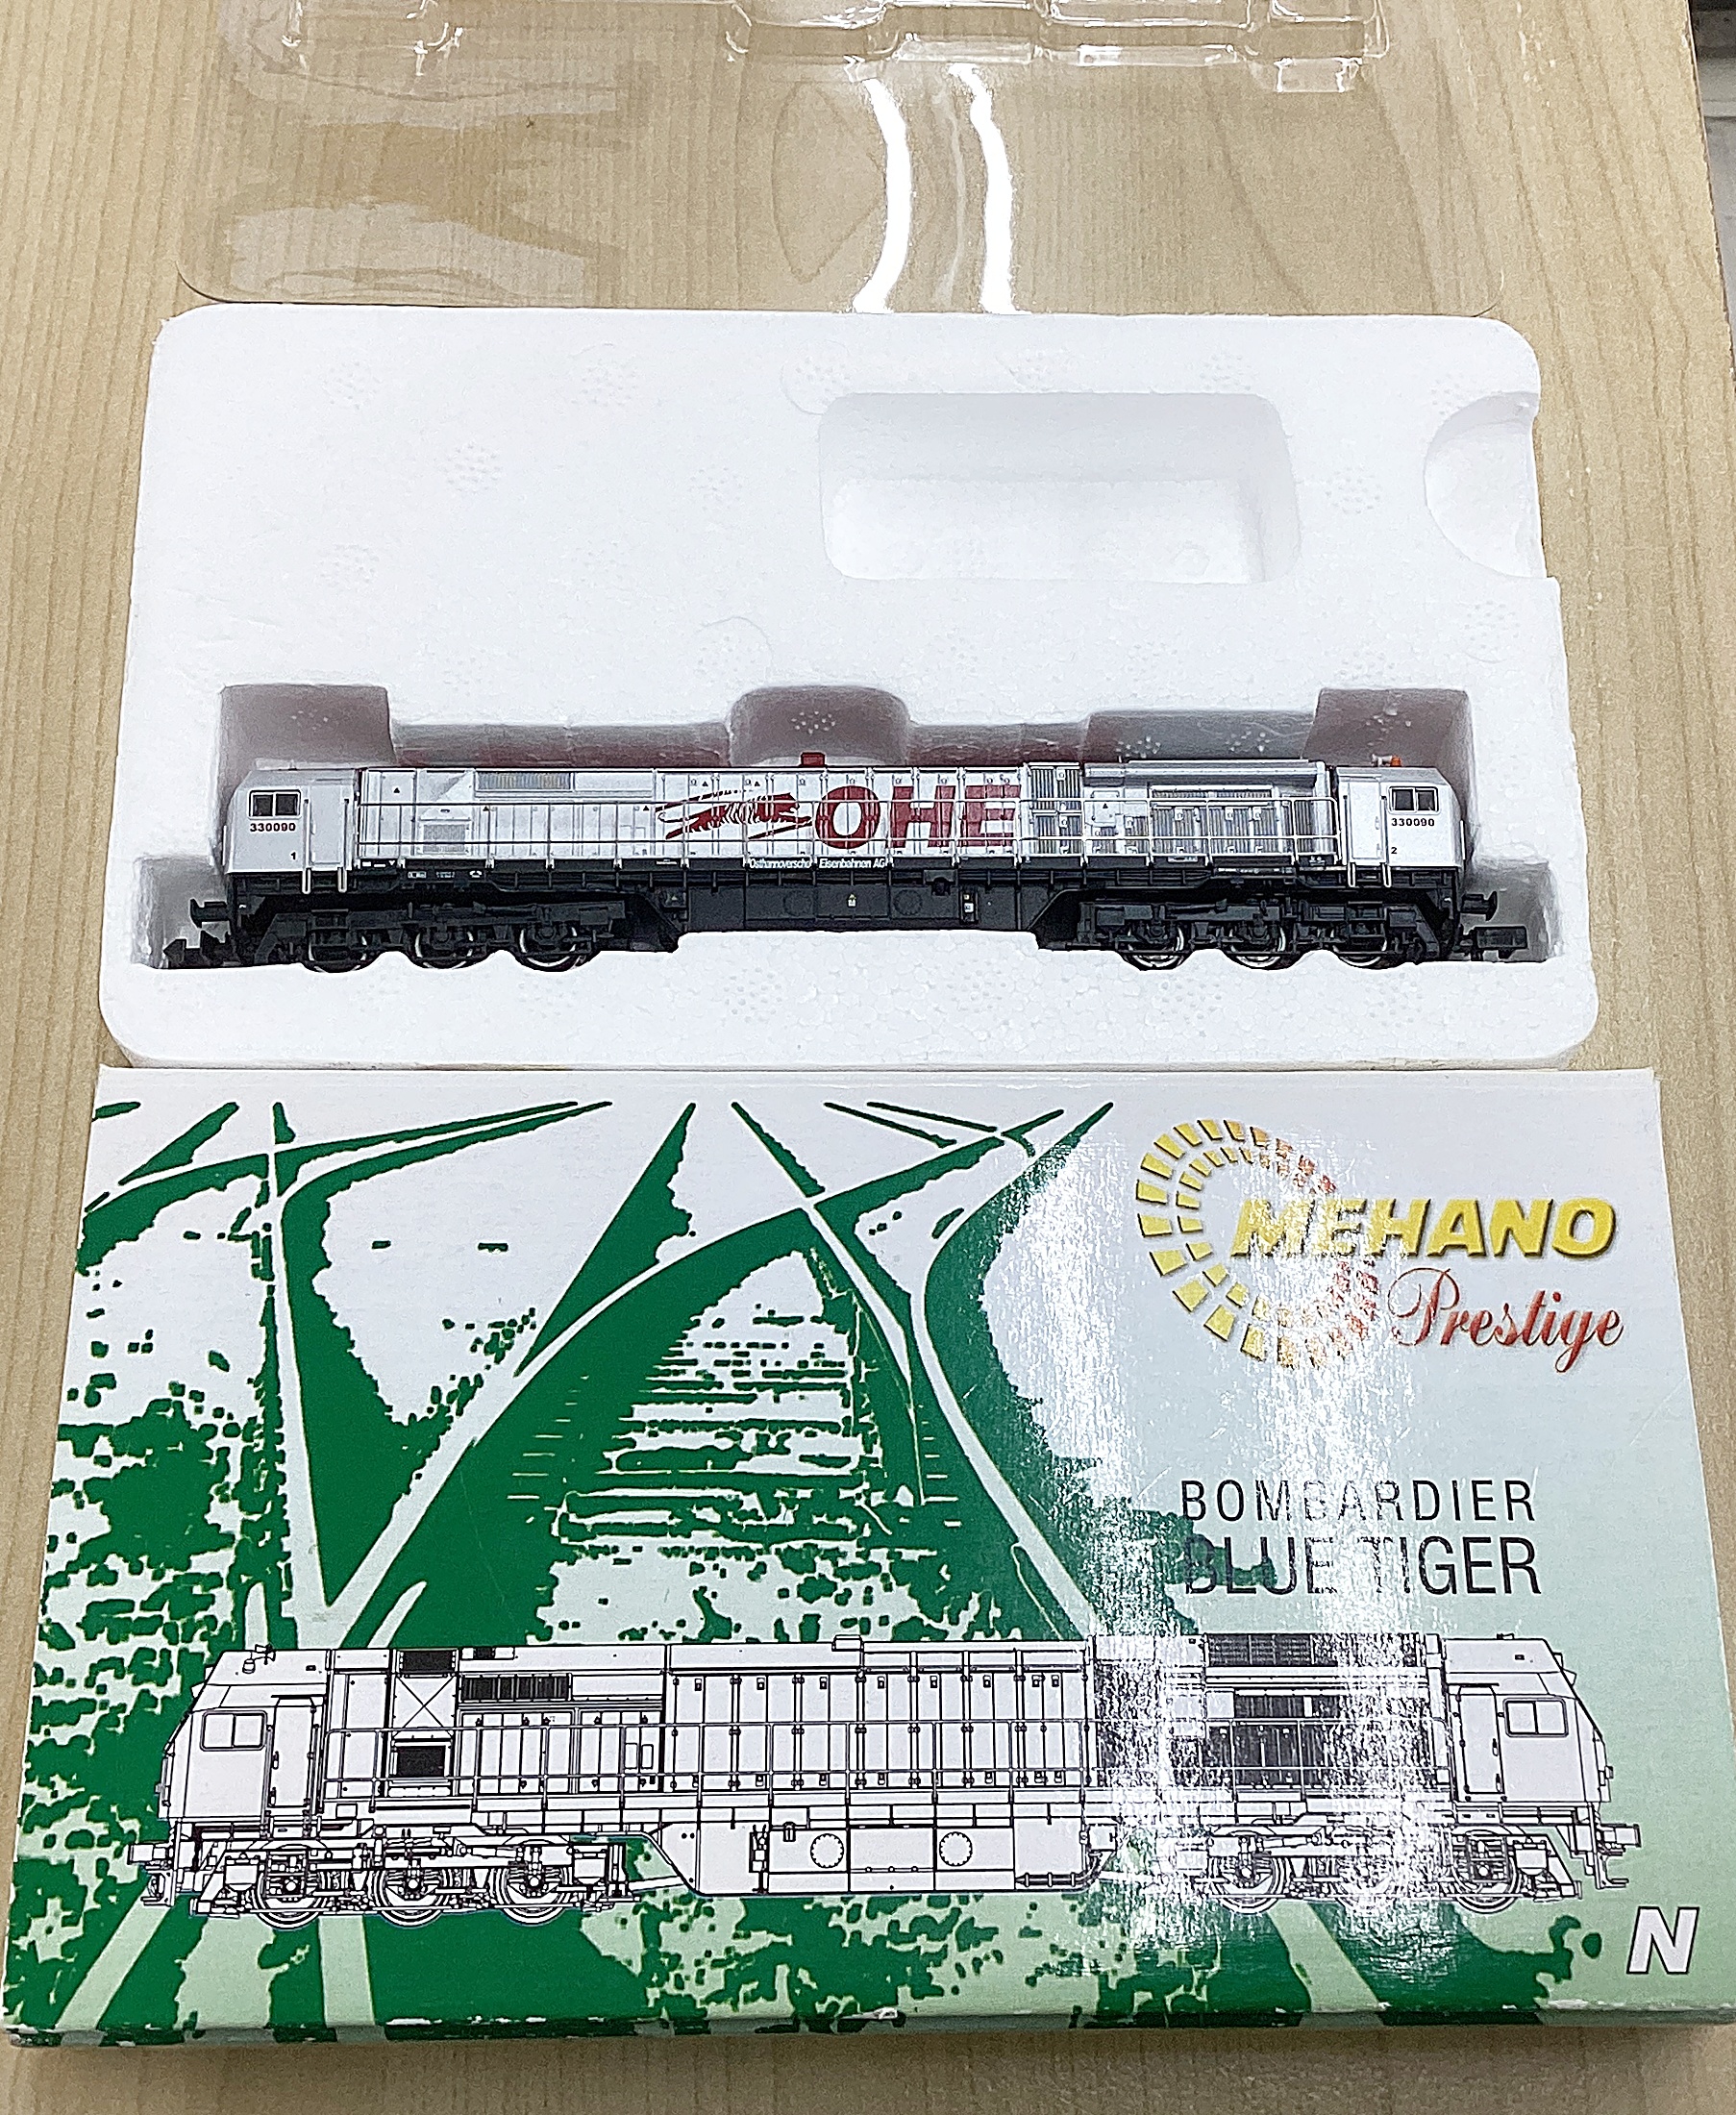 OHE
330090
330090
1
2
Osthannoversche Eisenbahnen AG
MEHANO
Prestige
BOMBARDIER
BLUE TIGER
N